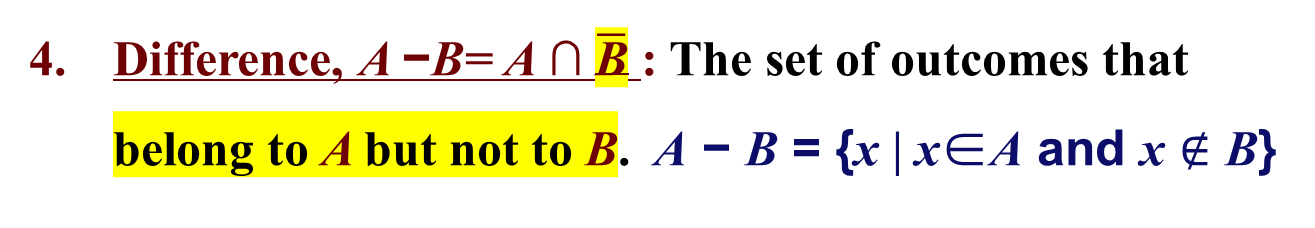 4. Difference, A −B= A ∩ B̅ : The set of outcomes that
belong to A but not to B. A − B = {x | x∈A and x ∉ B}